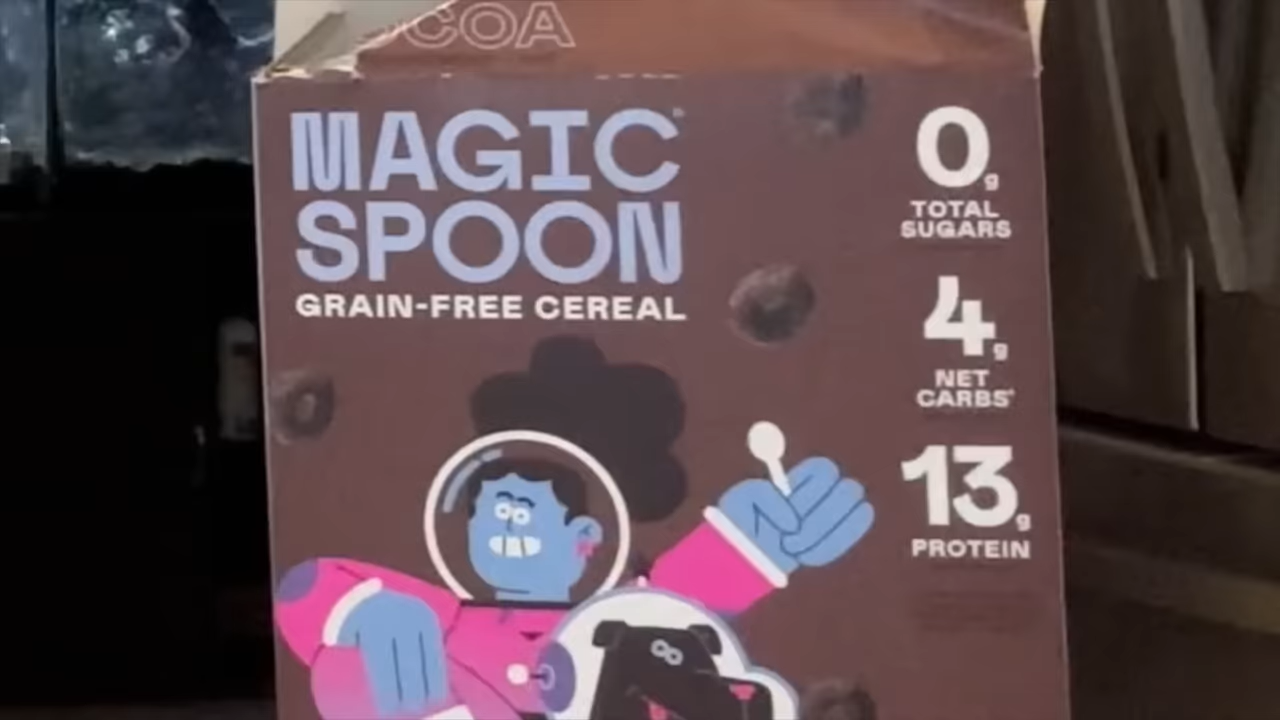 COA
MAGIC
SPOON
GRAIN-FREE CEREAL
0g
TOTAL
SUGARS
4g
NET
CARBS*
13g
PROTEIN